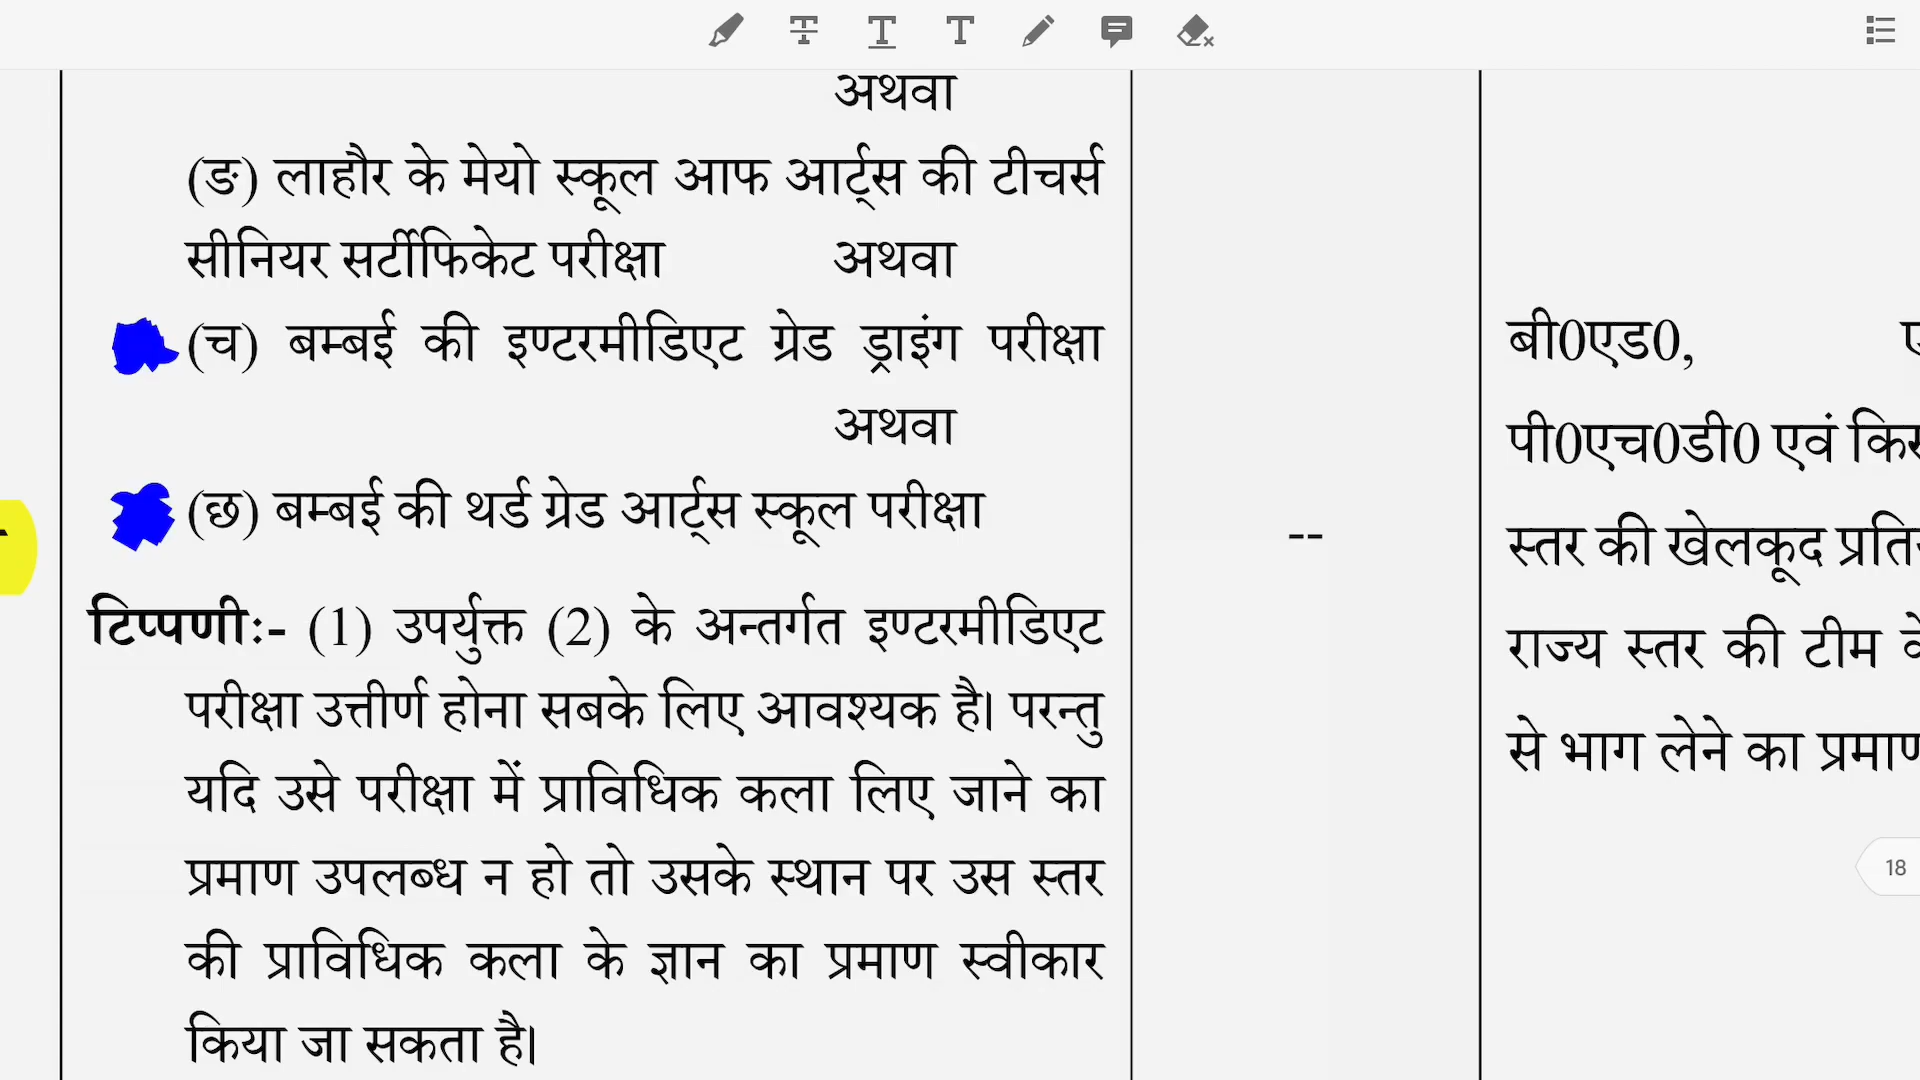 अथवा
(ङ) लाहौर के मेयो स्कूल आफ आर्ट्स की टीचर्स
सीनियर सर्टीफिकेट परीक्षा अथवा
(च) बम्बई की इण्टरमीडिएट ग्रेड ड्राइंग परीक्षा
अथवा
(छ) बम्बई की थर्ड ग्रेड आर्ट्स स्कूल परीक्षा
टिप्पणीः- (1) उपर्युक्त (2) के अन्तर्गत इण्टरमीडिएट
परीक्षा उत्तीर्ण होना सबके लिए आवश्यक है। परन्तु
यदि उसे परीक्षा में प्राविधिक कला लिए जाने का
प्रमाण उपलब्ध न हो तो उसके स्थान पर उस स्तर
की प्राविधिक कला के ज्ञान का प्रमाण स्वीकार
किया जा सकता है।
--
बी0एड0,
पी0एच0डी0 एवं
स्तर की खेलकूद
राज्य स्तर की टीम
से भाग लेने का
18